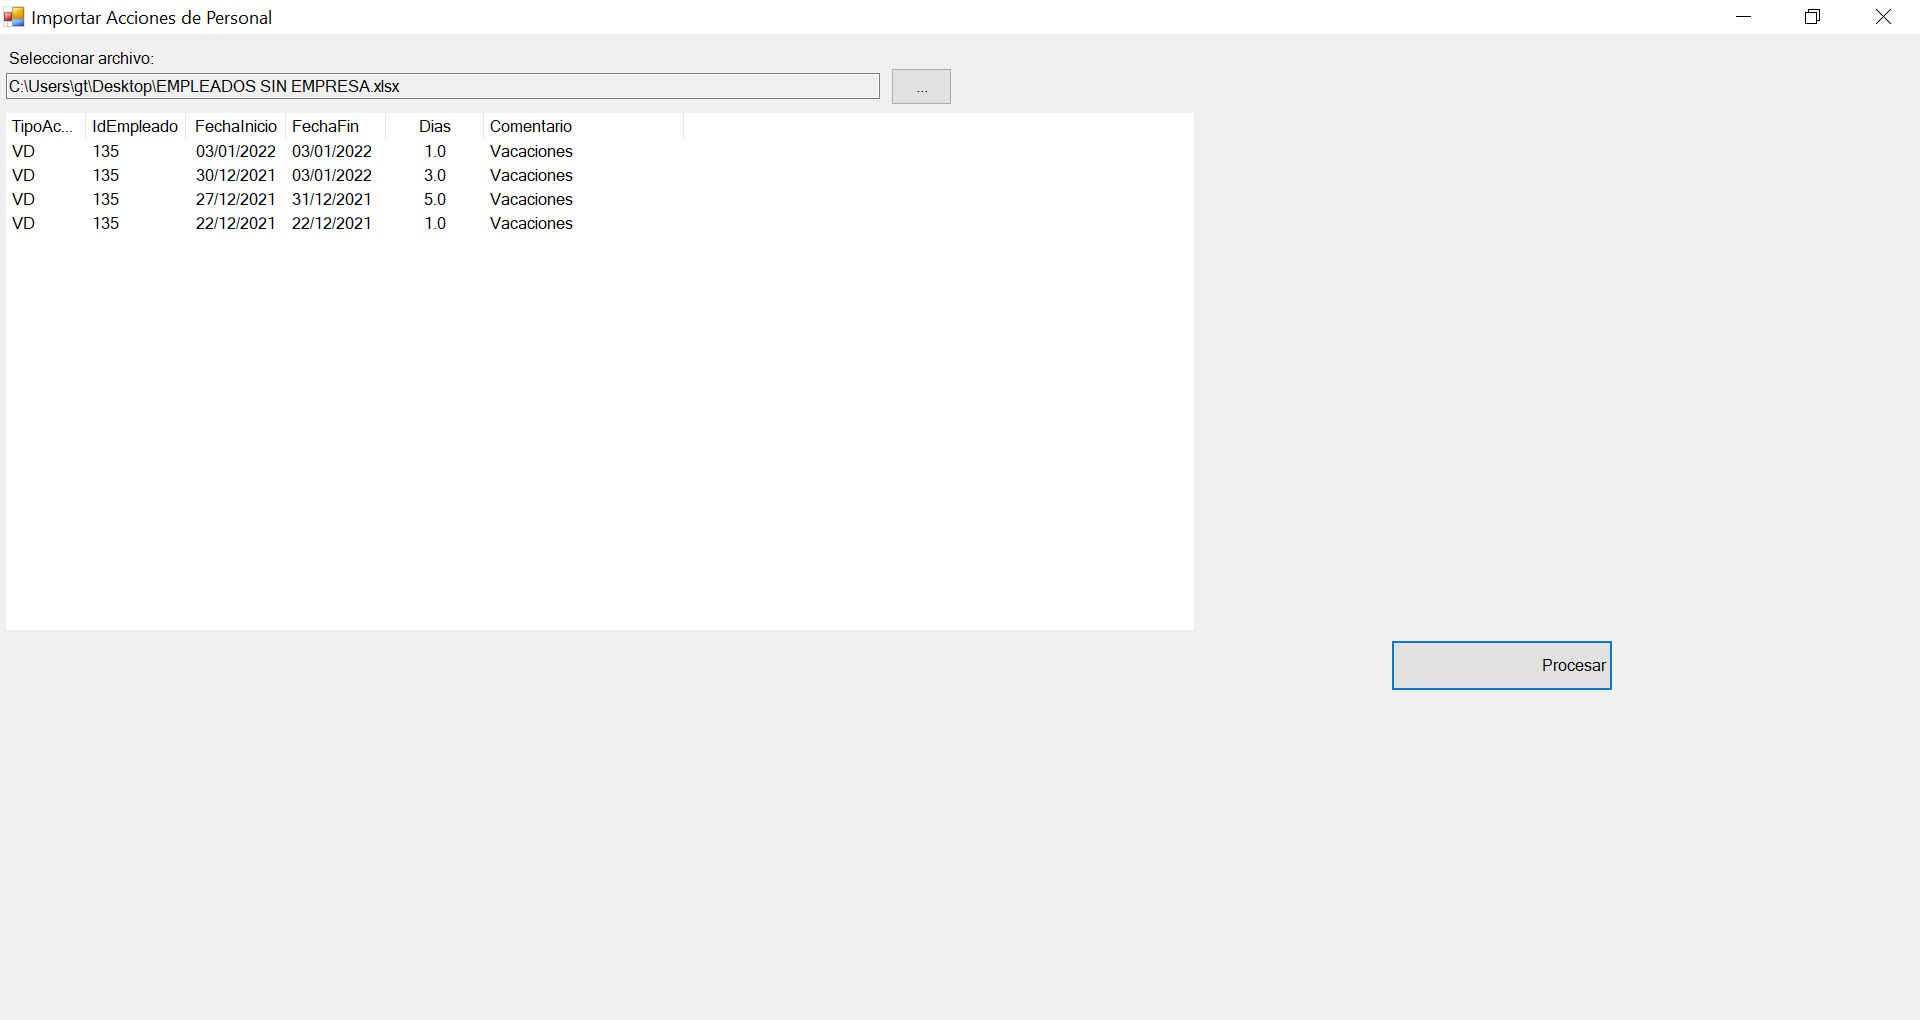 Importar Acciones de Personal
Seleccionar archivo:
C:\Users\gt\Desktop\EMPLEADOS SIN EMPRESA.xlsx ...
TipoAc... IdEmpleado FechaInicio FechaFin Dias Comentario
VD 135 03/01/2022 03/01/2022 1.0 Vacaciones
VD 135 30/12/2021 03/01/2022 3.0 Vacaciones
VD 135 27/12/2021 31/12/2021 5.0 Vacaciones
VD 135 22/12/2021 22/12/2021 1.0 Vacaciones
Procesar